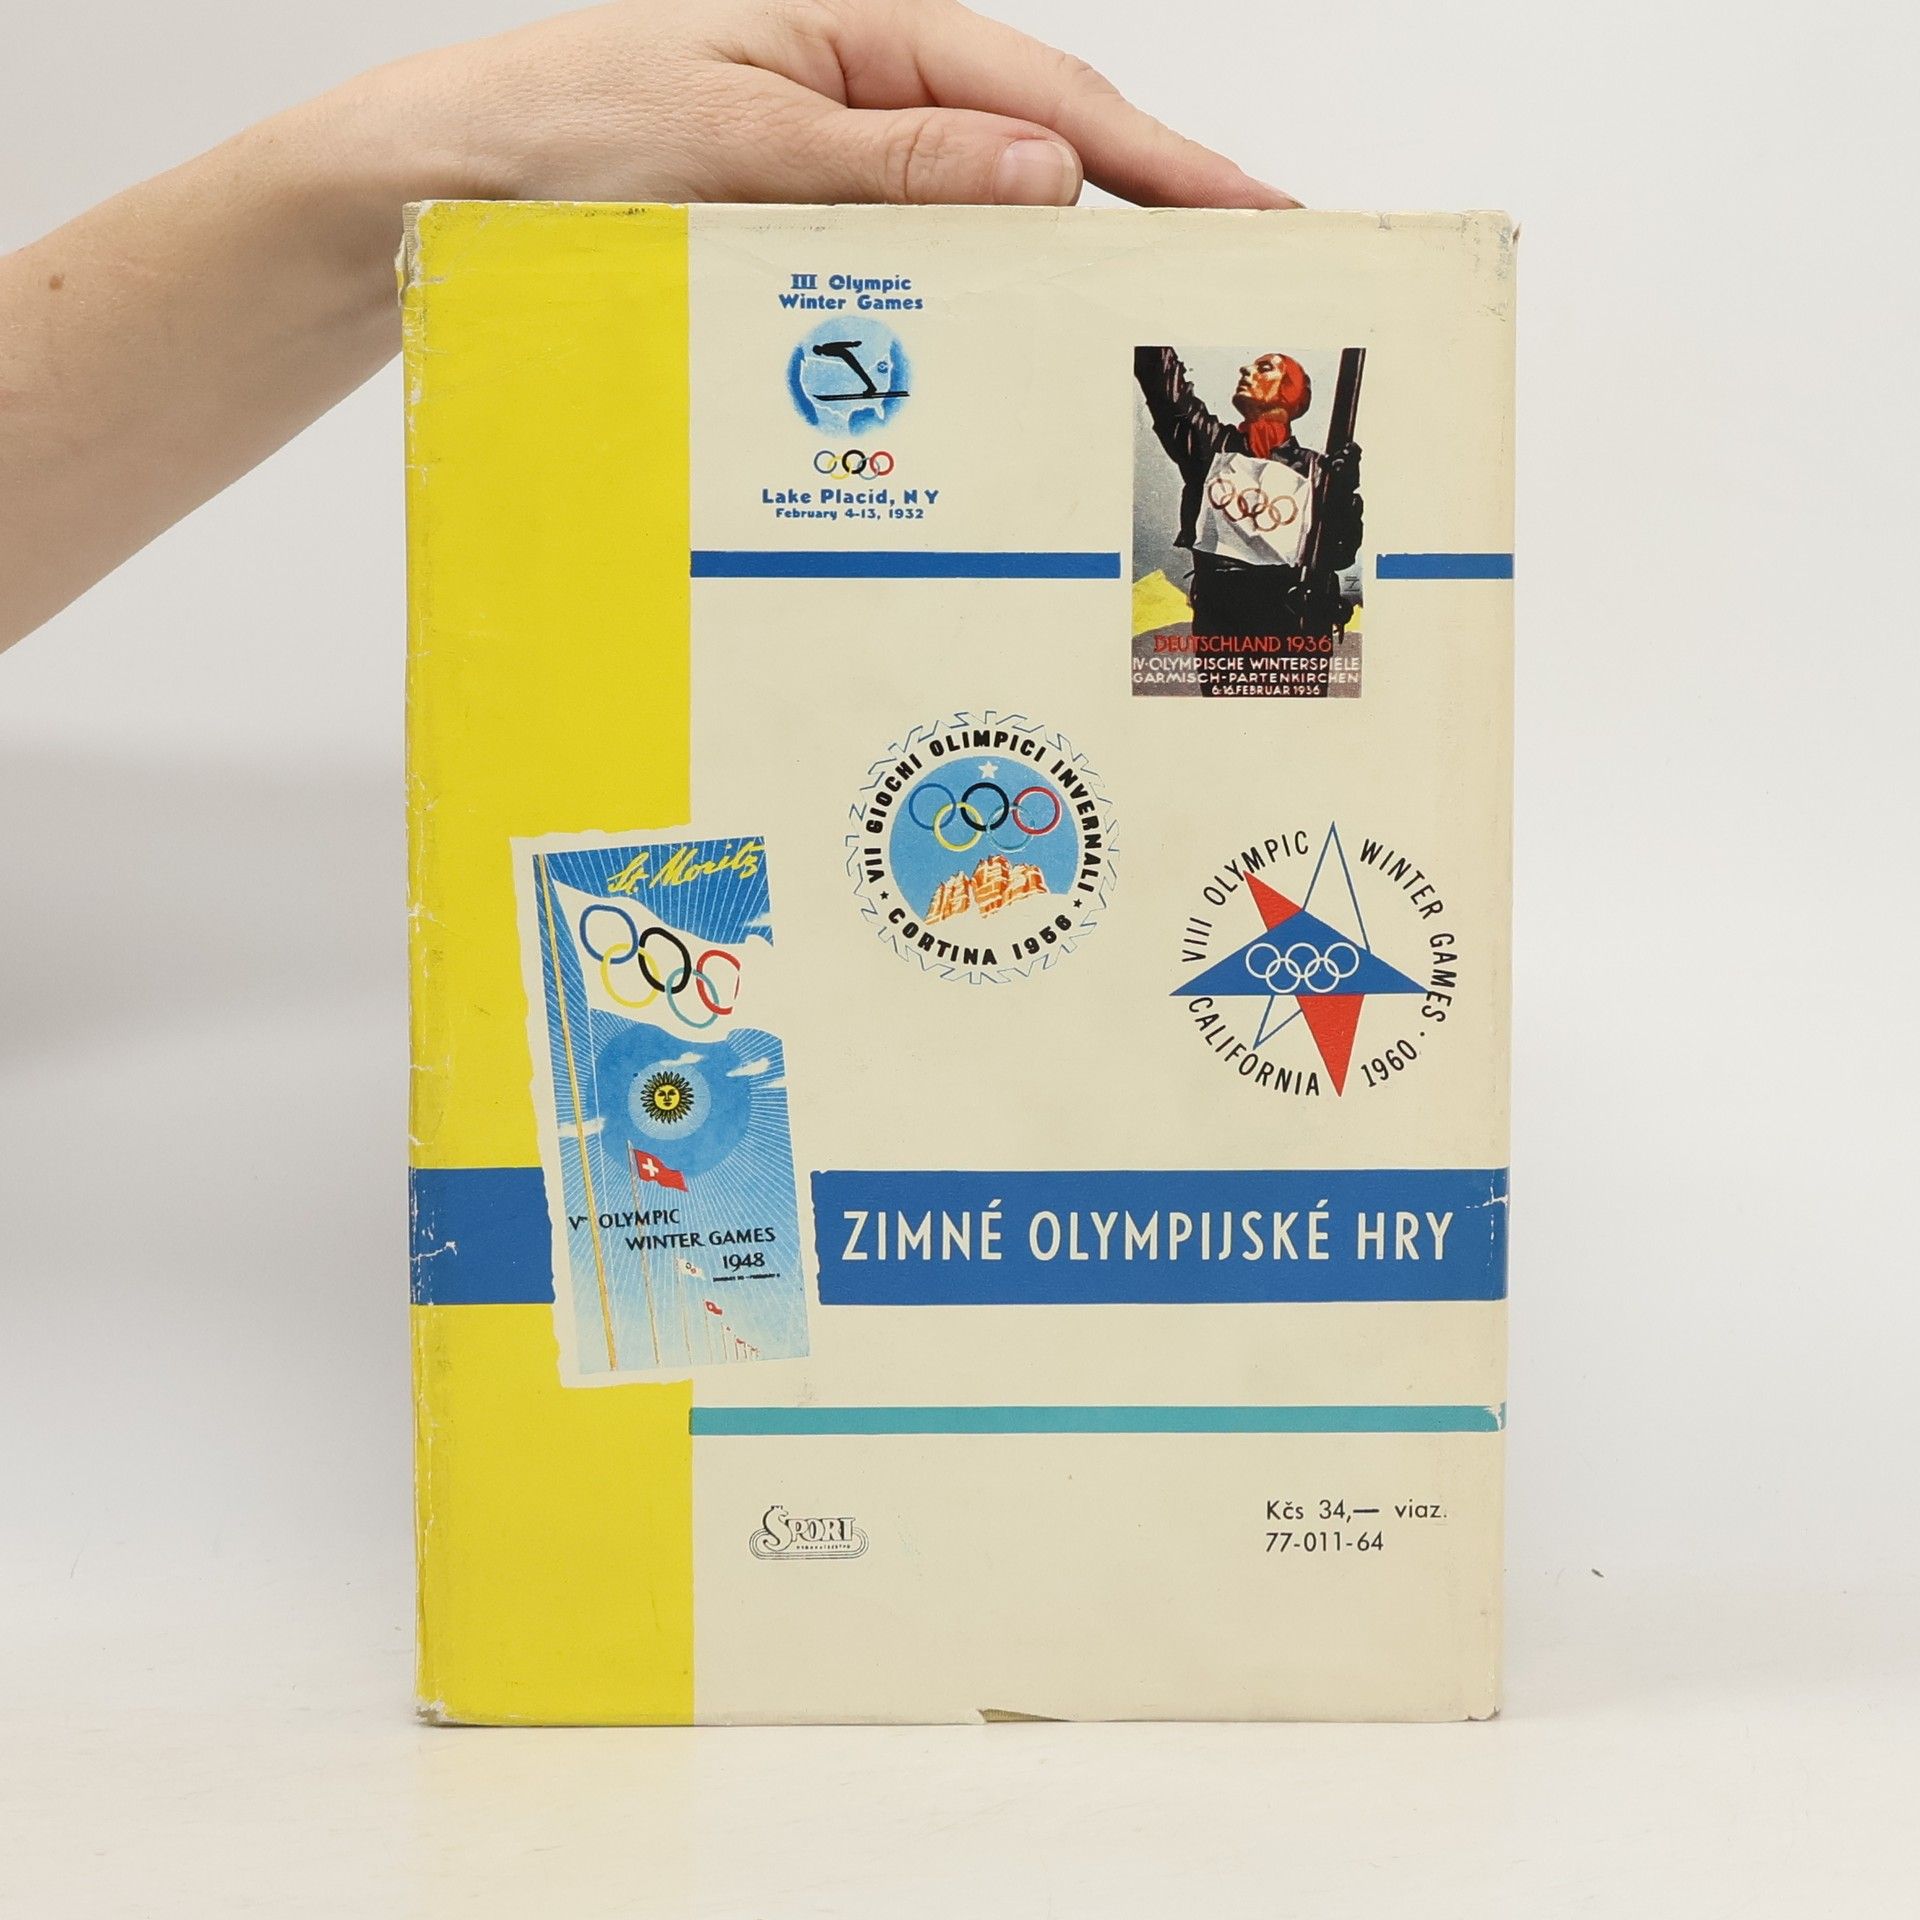 III Olympic
Winter Games
Lake Placid, N Y
February 4-13, 1932
DEUTSCHLAND 1936
IV·OLYMPISCHE WINTERSPIELE
GARMISCH-PARTENKIRCHEN
6-16.FEBRUAR 1936
VII GIOCHI OLIMPICI INVERNALI
★ CORTINA 1956 ★
VIII OLYMPIC WINTER GAMES ·
CALIFORNIA 1960 ·
St. Moritz
OLYMPIC
WINTER GAMES
1948
ZIMNÉ OLYMPIJSKÉ HRY
ŠPORT
Kčs 34,— viaz.
77-011-64